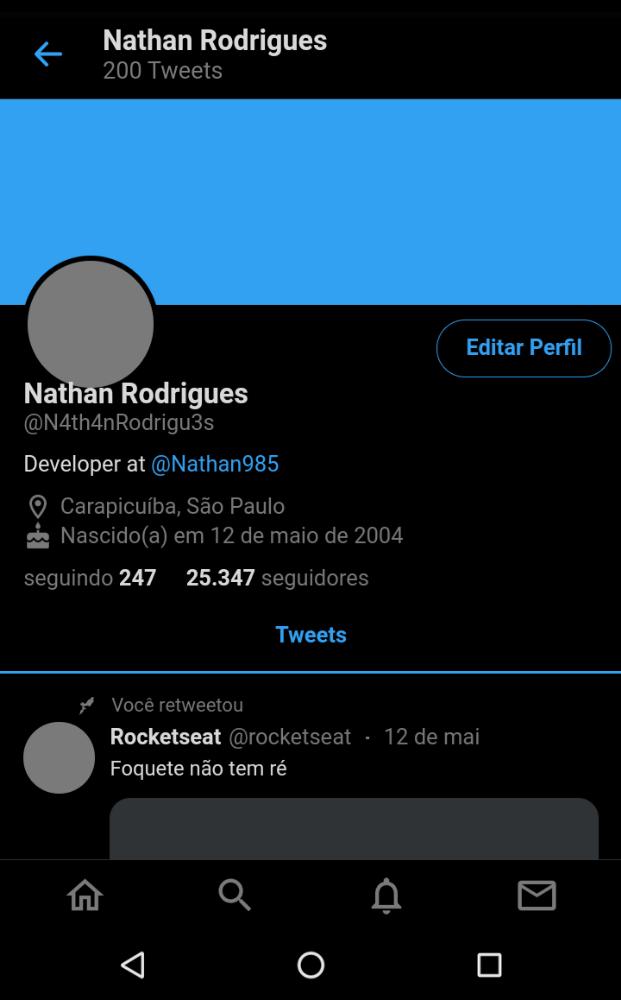 Nathan Rodrigues
200 Tweets
Editar Perfil
Nathan Rodrigues
@N4th4nRodrigu3s
Developer at @Nathan985
Carapicuíba, São Paulo
Nascido(a) em 12 de maio de 2004
seguindo 247 25.347 seguidores
Tweets
Você retweetou
Rocketseat @rocketseat · 12 de mai
Foquete não tem ré